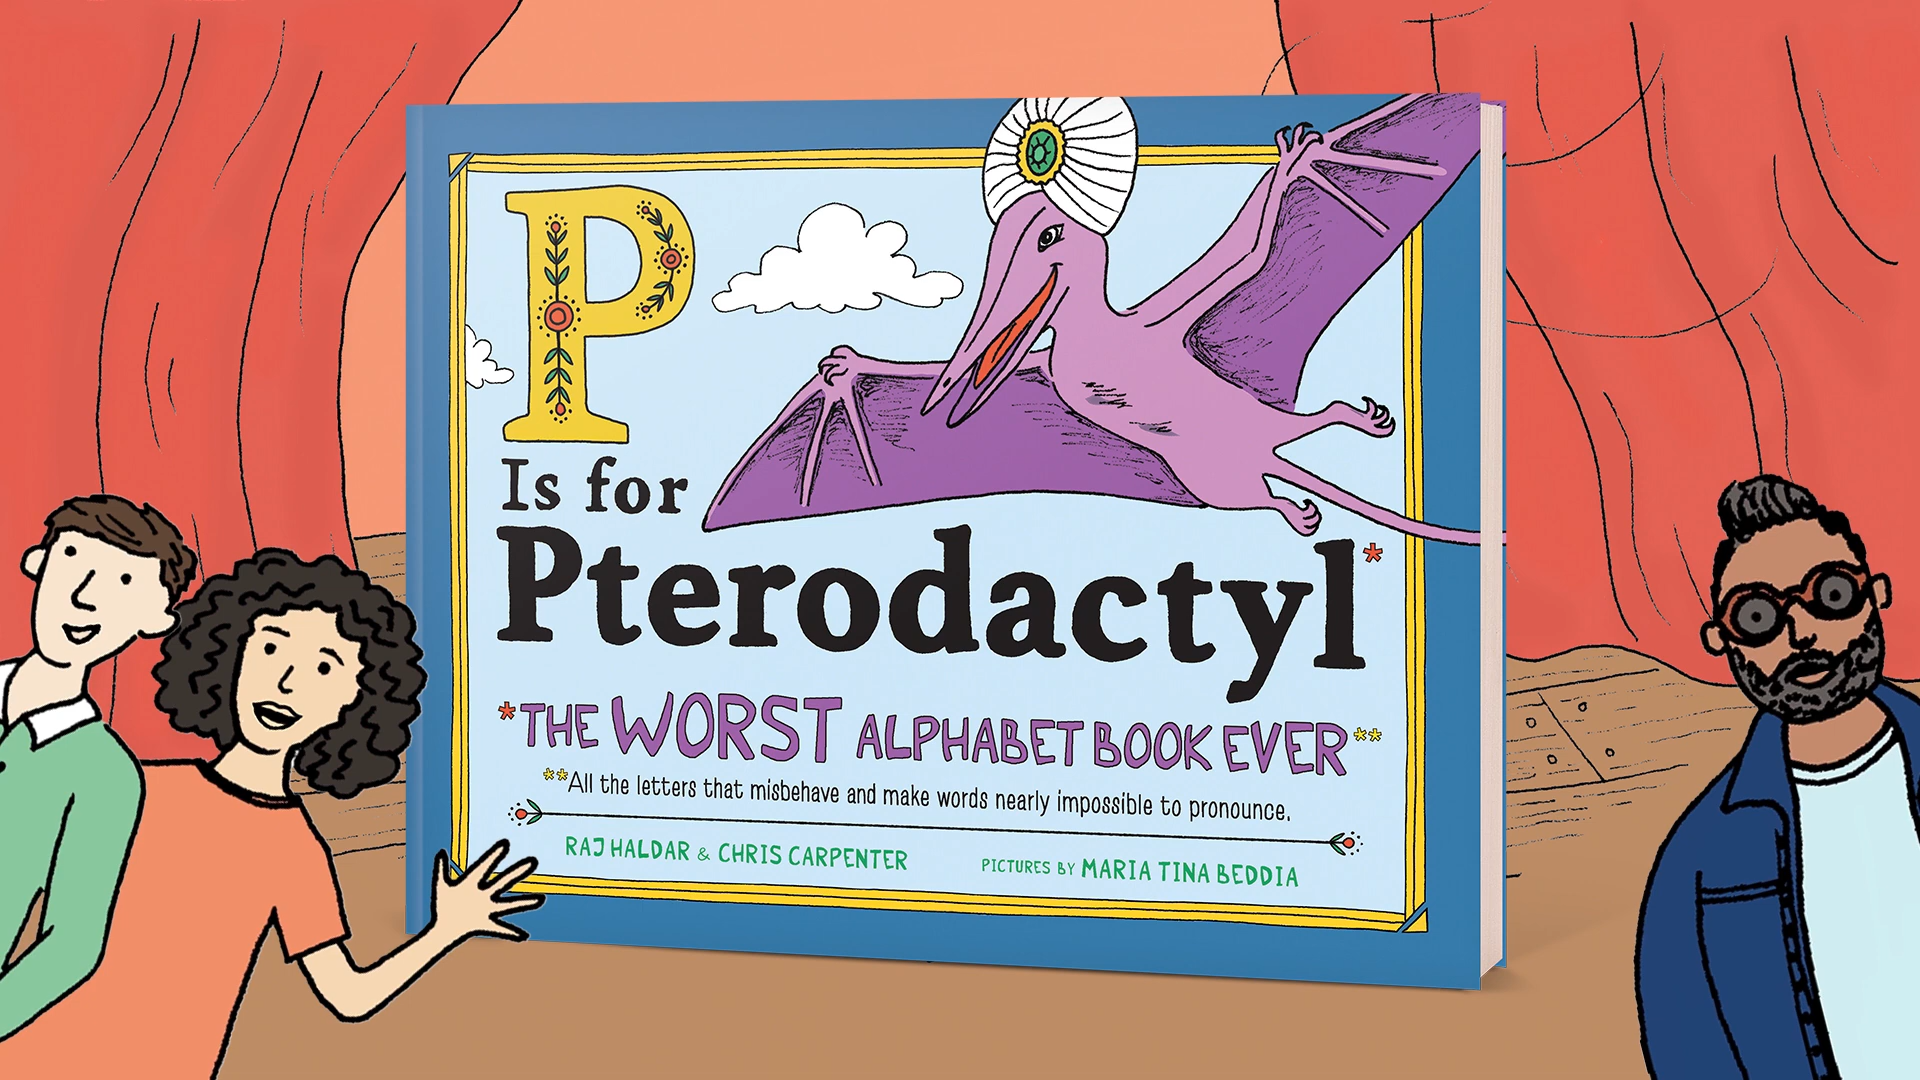 P
Is for
Pterodactyl*
*THE WORST ALPHABET BOOK EVER**
**All the letters that misbehave and make words nearly impossible to pronounce.
RAJ HALDAR & CHRIS CARPENTER PICTURES BY MARIA TINA BEDDIA